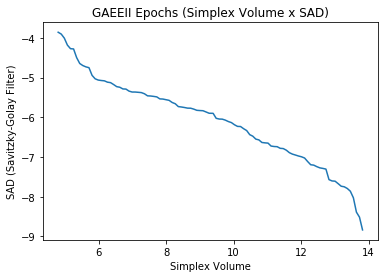 GAEEII Epochs (Simplex Volume x SAD)
SAD (Savitzky-Golay Filter)
−4
−5
−6
−7
−8
−9
6 8 10 12 14
Simplex Volume